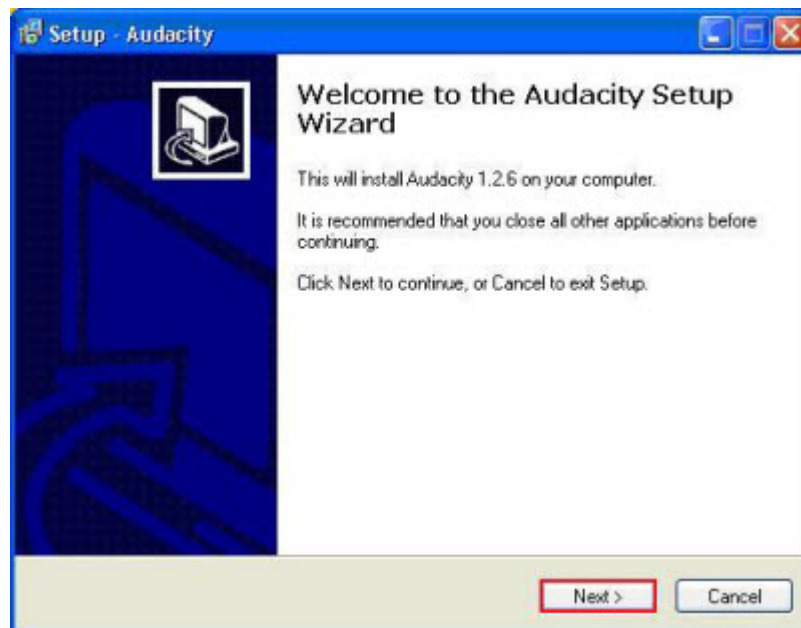 Setup - Audacity
Welcome to the Audacity Setup
Wizard
This will install Audacity 1.2.6 on your computer.
It is recommended that you close all other applications before
continuing.
Click Next to continue, or Cancel to exit Setup.
Next >
Cancel